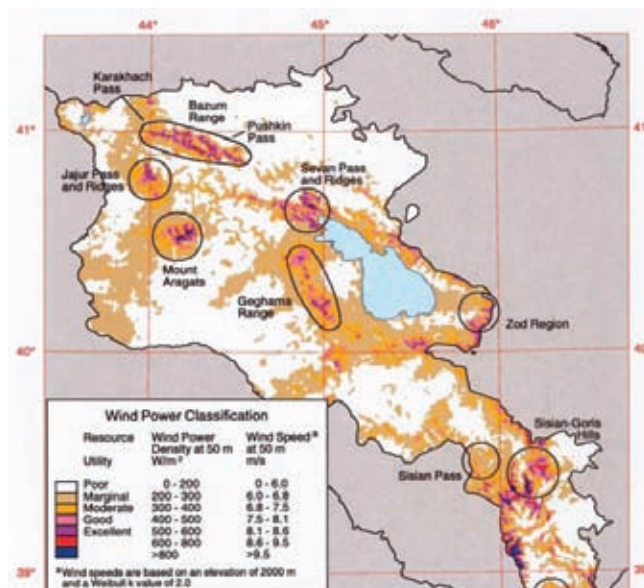 44°
45°
46°
Karakhach
Pass
Bazum
Range
Pushkin
Pass
41°
41°
Jajur Pass
and Ridges
Sevan Pass
and Ridges
Mount
Aragats
Geghama
Range
Zod Region
40°
40°
Wind Power Classification
Resource
Utility
Wind Power
Density at 50 m
W/m²
Wind Speedᵃ
at 50 m
m/s
Poor 0 - 200 0 - 6.0
Marginal 200 - 300 6.0 - 6.8
Moderate 300 - 400 6.8 - 7.5
Good 400 - 500 7.5 - 8.1
Excellent 500 - 600 8.1 - 8.6
600 - 800 8.6 - 9.5
>800 >9.5
ᵃWind speeds are based on an elevation of 2000 m
and a Weibull k value of 2.0
Sisian-Goris
Hills
Sisian Pass
39°
39°